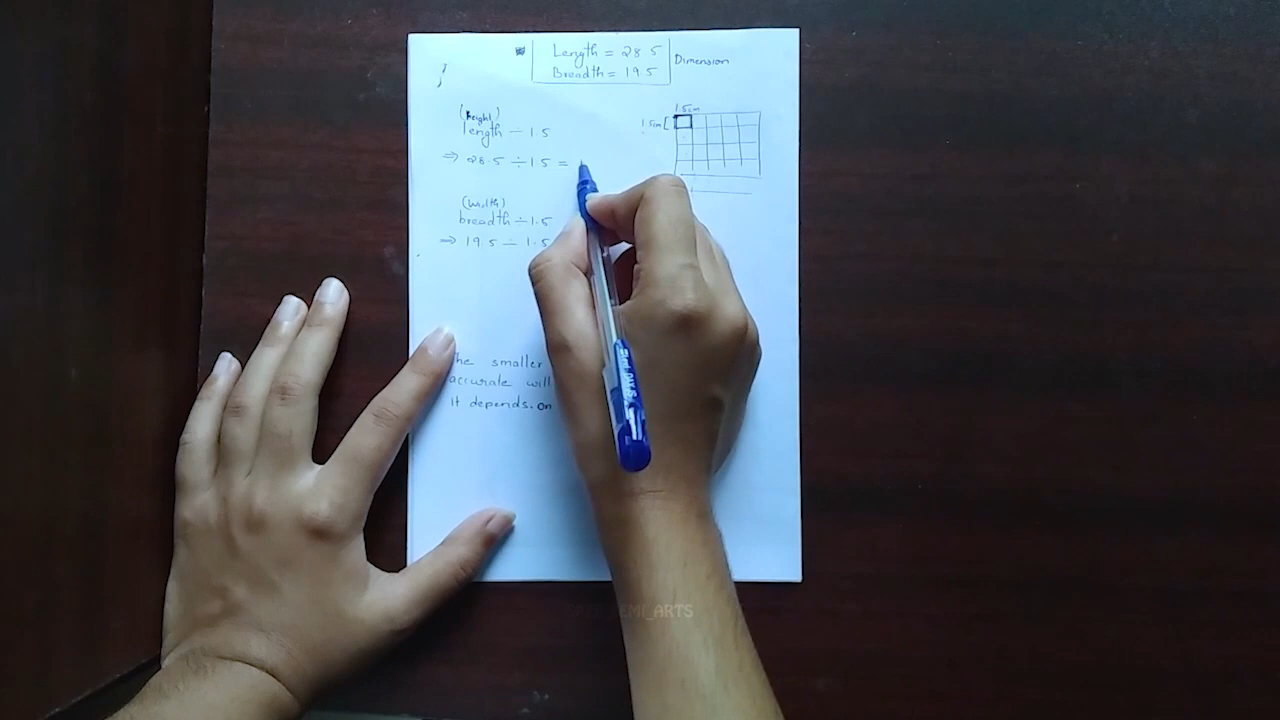 Length = 28.5
Breadth = 19.5
Dimension
(Height)
length ÷ 1.5
⇒ 28.5 ÷ 1.5 =
(Width)
breadth ÷ 1.5
⇒ 19.5 ÷ 1.5
1.5cm
1.5cm [
The smaller
accurate will
It depends on